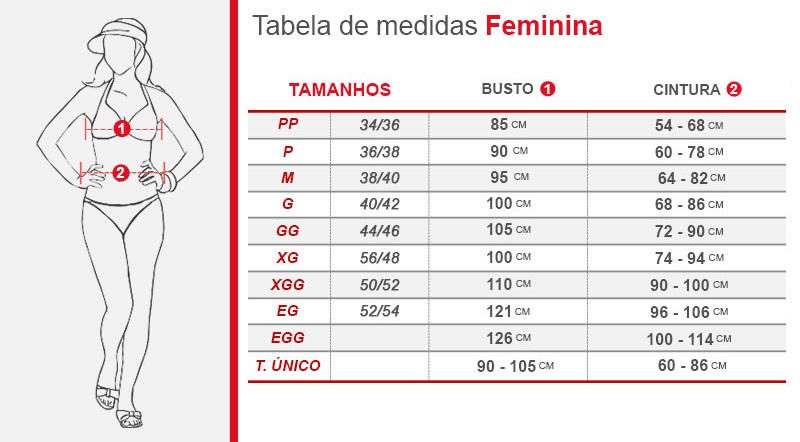 Tabela de medidas Feminina
TAMANHOS BUSTO 1 CINTURA 2
PP 34/36 85 CM 54 - 68 CM
P 36/38 90 CM 60 - 78 CM
M 38/40 95 CM 64 - 82 CM
G 40/42 100 CM 68 - 86 CM
GG 44/46 105 CM 72 - 90 CM
XG 56/48 100 CM 74 - 94 CM
XGG 50/52 110 CM 90 - 100 CM
EG 52/54 121 CM 96 - 106 CM
EGG 126 CM 100 - 114 CM
T. ÚNICO 90 - 105 CM 60 - 86 CM
1
2